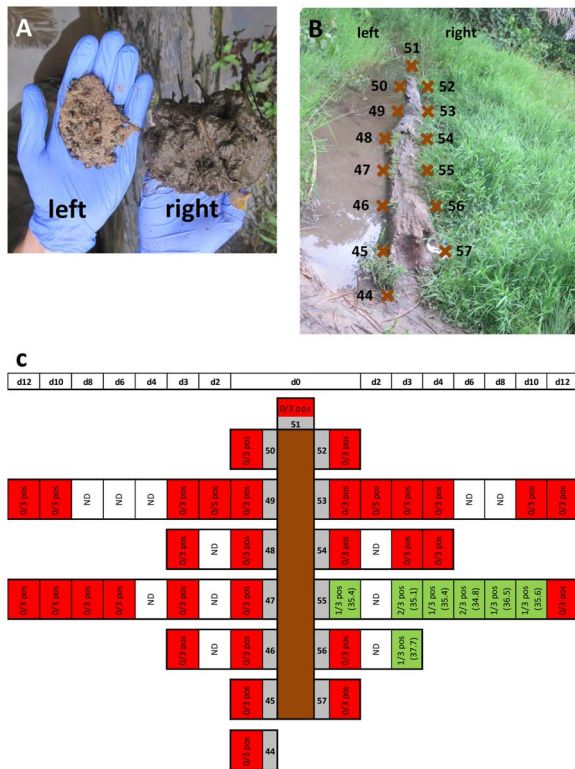 A
left
right
B
left
right
51
50
52
49
53
48
54
47
55
46
56
45
57
44
c
d12 d10 d8 d6 d4 d3 d2 d0 d2 d3 d4 d6 d8 d10 d12
0/3 pos
51
0/3 pos 50 52 0/3 pos
0/3 pos 0/3 pos ND ND ND 0/3 pos 0/5 pos 0/3 pos 49 53 0/3 pos 0/5 pos 0/3 pos 0/3 pos ND ND 0/3 pos 0/3 pos
0/3 pos ND 0/3 pos 48 54 0/3 pos ND 0/3 pos 0/3 pos
0/3 pos 0/3 pos 0/3 pos 0/3 pos ND 0/3 pos ND 0/3 pos 47 55 1/3 pos (35.4) ND 2/3 pos (35.1) 1/3 pos (35.4) 2/3 pos (34.8) 1/3 pos (36.5) 1/3 pos (35.6) 0/3 pos
0/3 pos ND 0/3 pos 46 56 0/3 pos ND 1/3 pos (37.7)
0/3 pos 45 57 0/3 pos
0/3 pos 44